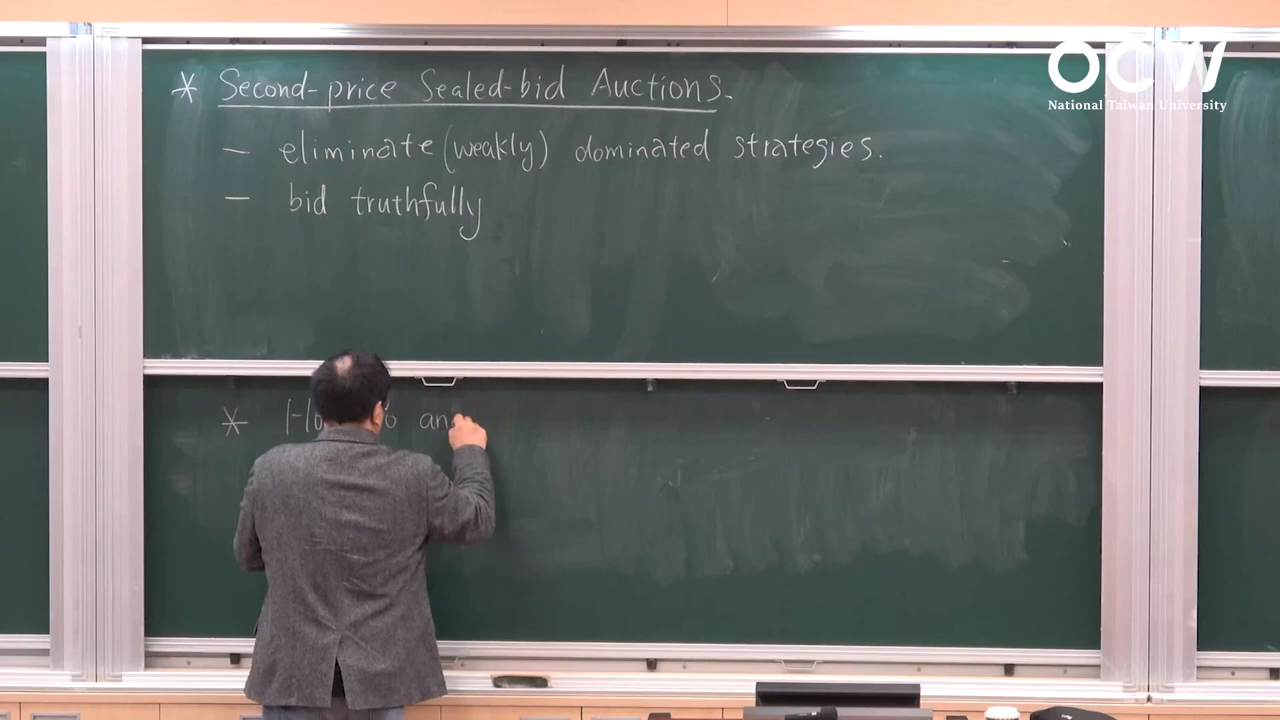 OCW
National Taiwan University
* Second-price Sealed-bid Auctions.
- eliminate (weakly) dominated strategies.
- bid truthfully
*